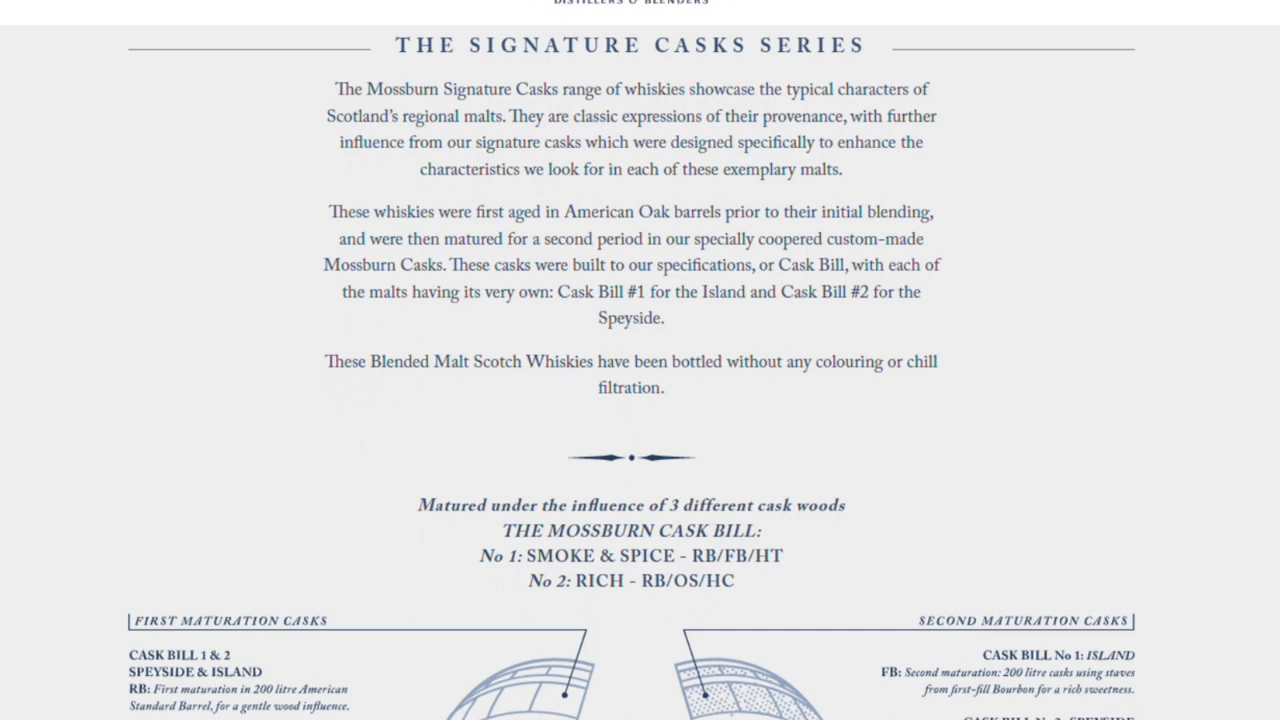 DISTILLERS & BLENDERS
THE SIGNATURE CASKS SERIES
The Mossburn Signature Casks range of whiskies showcase the typical characters of
Scotland's regional malts. They are classic expressions of their provenance, with further
influence from our signature casks which were designed specifically to enhance the
characteristics we look for in each of these exemplary malts.
These whiskies were first aged in American Oak barrels prior to their initial blending,
and were then matured for a second period in our specially coopered custom-made
Mossburn Casks. These casks were built to our specifications, or Cask Bill, with each of
the malts having its very own: Cask Bill #1 for the Island and Cask Bill #2 for the
Speyside.
These Blended Malt Scotch Whiskies have been bottled without any colouring or chill
filtration.
Matured under the influence of 3 different cask woods
THE MOSSBURN CASK BILL:
No 1: SMOKE & SPICE - RB/FB/HT
No 2: RICH - RB/OS/HC
FIRST MATURATION CASKS
CASK BILL 1 & 2
SPEYSIDE & ISLAND
RB: First maturation in 200 litre American
Standard Barrel, for a gentle wood influence.
SECOND MATURATION CASKS
CASK BILL No 1: ISLAND
FB: Second maturation: 200 litre casks using staves
from first-fill Bourbon for a rich sweetness.
CASK BILL No 2: SPEYSIDE